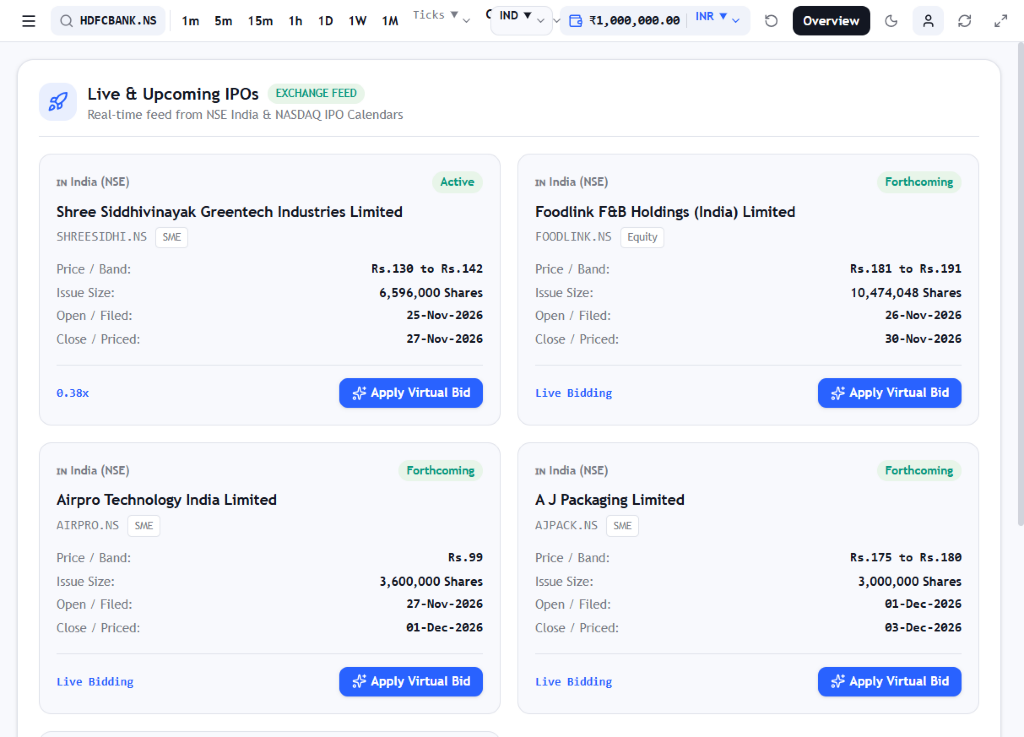 HDFCBANK.NS 1m 5m 15m 1h 1D 1W 1M Ticks IND ₹1,000,000.00 INR Overview
Live & Upcoming IPOs EXCHANGE FEED
Real-time feed from NSE India & NASDAQ IPO Calendars
IN India (NSE) Active
Shree Siddhivinayak Greentech Industries Limited
SHREESIDHI.NS SME
Price / Band: Rs.130 to Rs.142
Issue Size: 6,596,000 Shares
Open / Filed: 25-Nov-2026
Close / Priced: 27-Nov-2026
0.38x Apply Virtual Bid
IN India (NSE) Forthcoming
Foodlink F&B Holdings (India) Limited
FOODLINK.NS Equity
Price / Band: Rs.181 to Rs.191
Issue Size: 10,474,048 Shares
Open / Filed: 26-Nov-2026
Close / Priced: 30-Nov-2026
Live Bidding Apply Virtual Bid
IN India (NSE) Forthcoming
Airpro Technology India Limited
AIRPRO.NS SME
Price / Band: Rs.99
Issue Size: 3,600,000 Shares
Open / Filed: 27-Nov-2026
Close / Priced: 01-Dec-2026
Live Bidding Apply Virtual Bid
IN India (NSE) Forthcoming
A J Packaging Limited
AJPACK.NS SME
Price / Band: Rs.175 to Rs.180
Issue Size: 3,000,000 Shares
Open / Filed: 01-Dec-2026
Close / Priced: 03-Dec-2026
Live Bidding Apply Virtual Bid